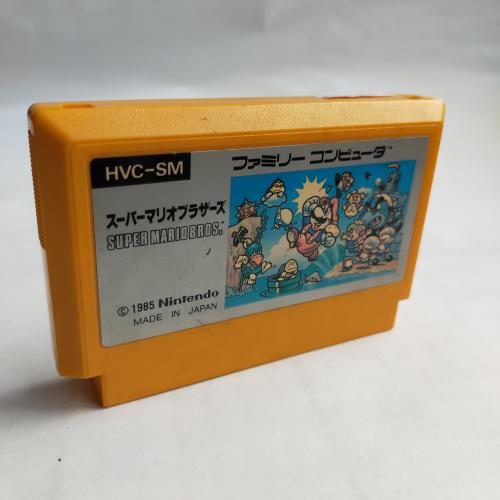 HVC-SM
ファミリー コンピュータ
スーパーマリオブラザーズ
SUPER MARIO BROS.™
© 1985 Nintendo
MADE IN JAPAN